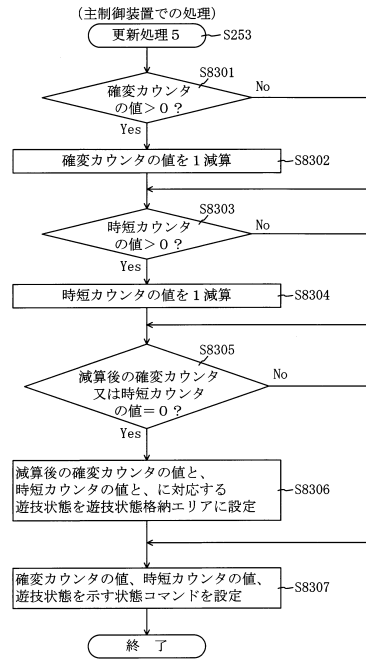 （主制御装置での処理）
更新処理５
S253
S8301
確変カウンタ
の値＞０？
No
Yes
確変カウンタの値を１減算
S8302
S8303
時短カウンタ
の値＞０？
No
Yes
時短カウンタの値を１減算
S8304
S8305
減算後の確変カウンタ
又は時短カウンタ
の値＝０？
No
Yes
減算後の確変カウンタの値と、
時短カウンタの値と、に対応する
遊技状態を遊技状態格納エリアに設定
S8306
確変カウンタの値、時短カウンタの値、
遊技状態を示す状態コマンドを設定
S8307
終 了